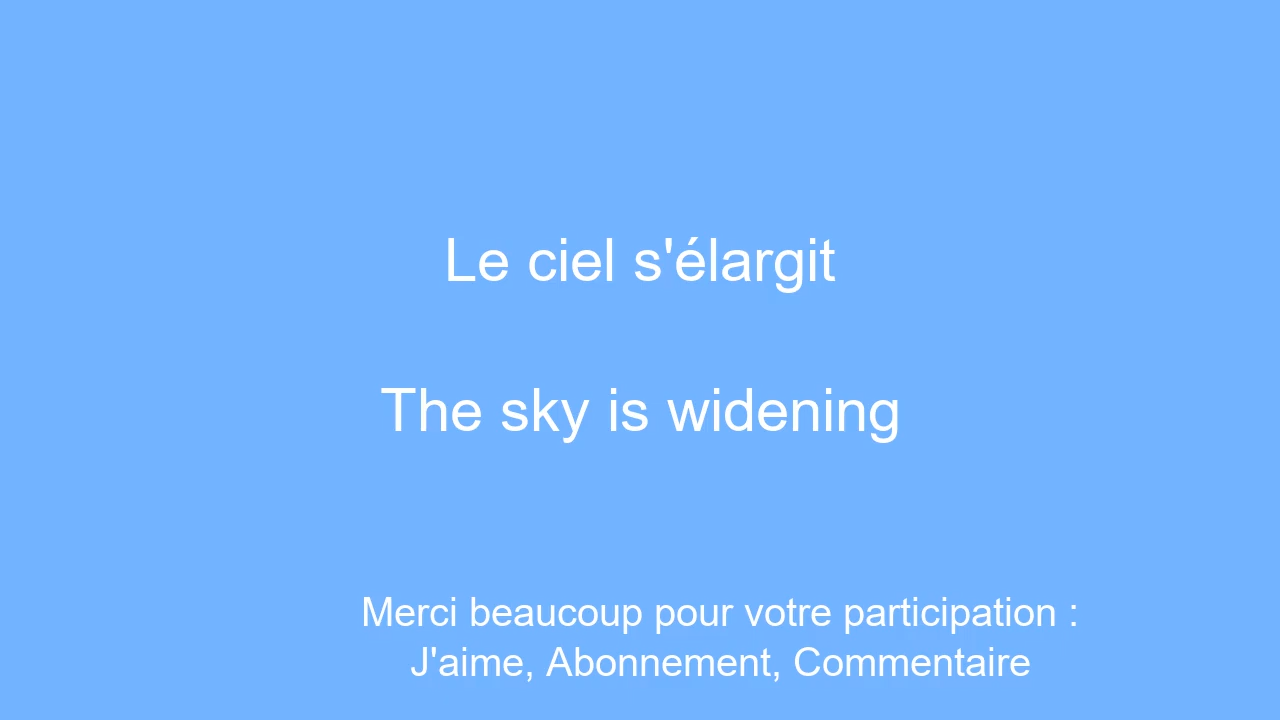 Le ciel s'élargit
The sky is widening
Merci beaucoup pour votre participation :
J'aime, Abonnement, Commentaire